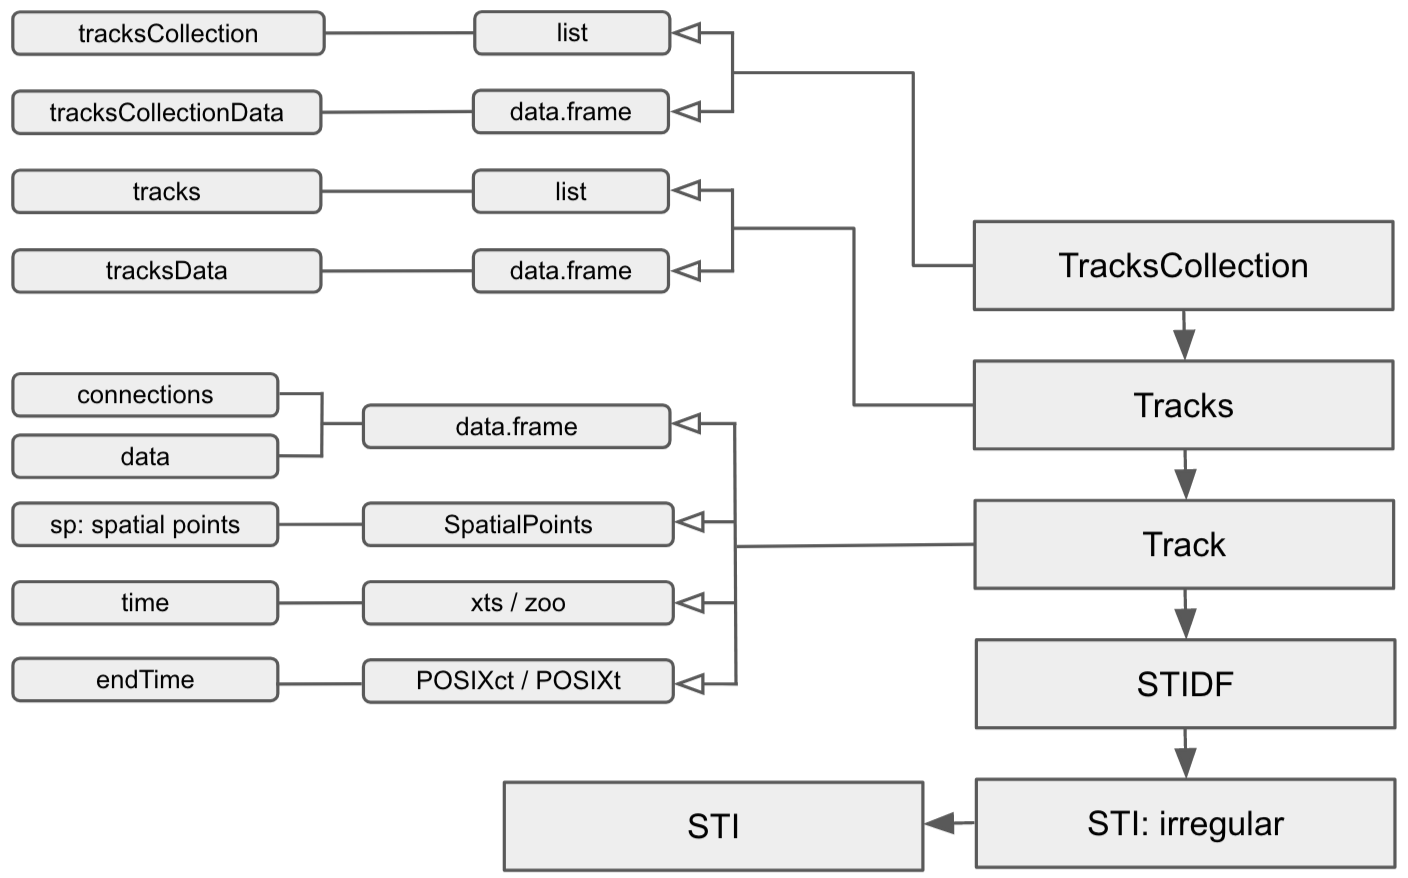 tracksCollection
list
tracksCollectionData
data.frame
tracks
list
tracksData
data.frame
TracksCollection
connections
data
data.frame
Tracks
sp: spatial points
SpatialPoints
Track
time
xts / zoo
endTime
POSIXct / POSIXt
STIDF
STI
STI: irregular